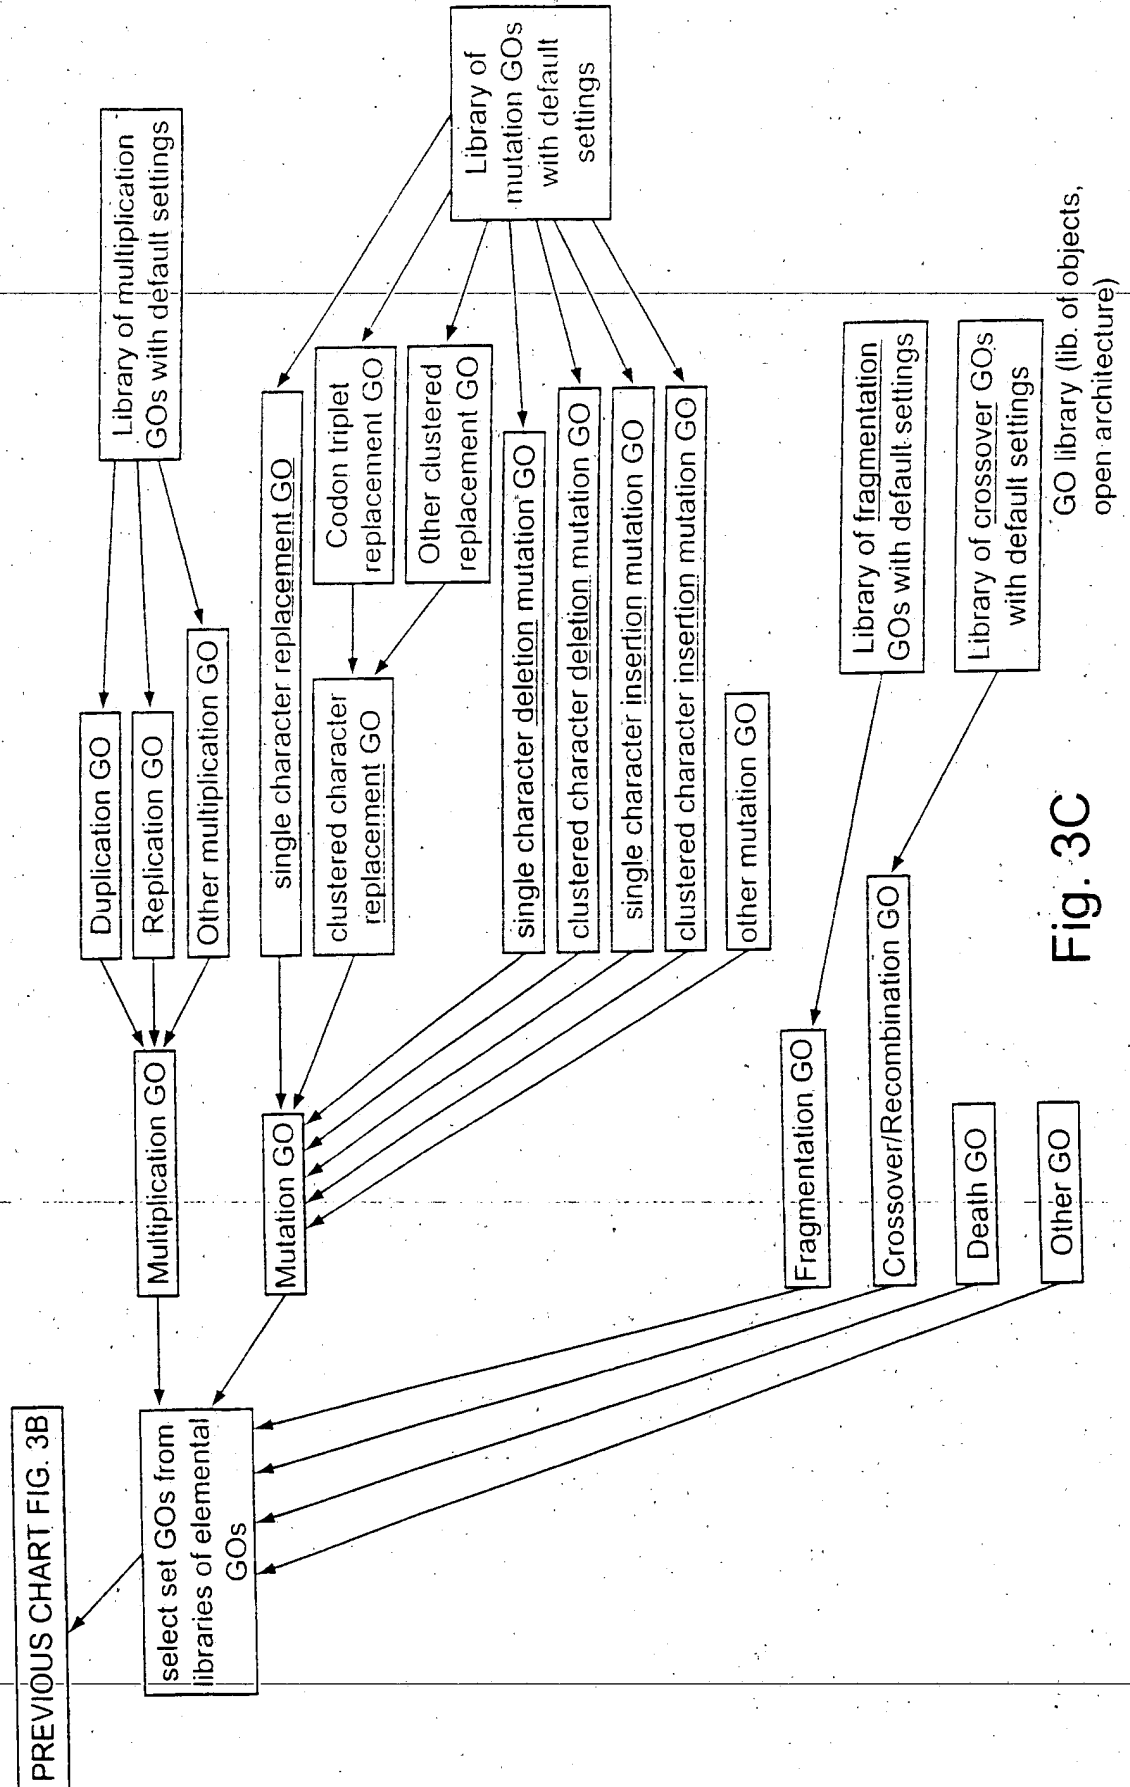 PREVIOUS CHART FIG. 3B
select set GOs from
libraries of elemental
GOs
Multiplication GO
Duplication GO
Replication GO
Other multiplication GO
Library of multiplication
GOs with default settings
Mutation GO
single character replacement GO
clustered character
replacement GO
Codon triplet
replacement GO
Other clustered
replacement GO
single character deletion mutation GO
clustered character deletion mutation GO
single character insertion mutation GO
clustered character insertion mutation GO
other mutation GO
Library of
mutation GOs
with default
settings
Fragmentation GO
Library of fragmentation
GOs with default settings
Crossover/Recombination GO
Library of crossover GOs
with default settings
Death GO
Other GO
GO library (lib. of objects,
open architecture)
Fig. 3C